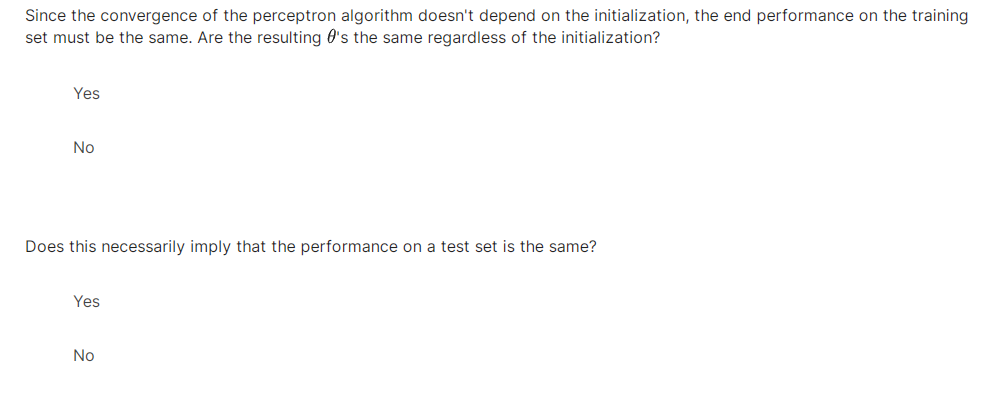 Since the convergence of the perceptron algorithm doesn't depend on the initialization, the end performance on the training
set must be the same. Are the resulting θ's the same regardless of the initialization?
Yes
No
Does this necessarily imply that the performance on a test set is the same?
Yes
No